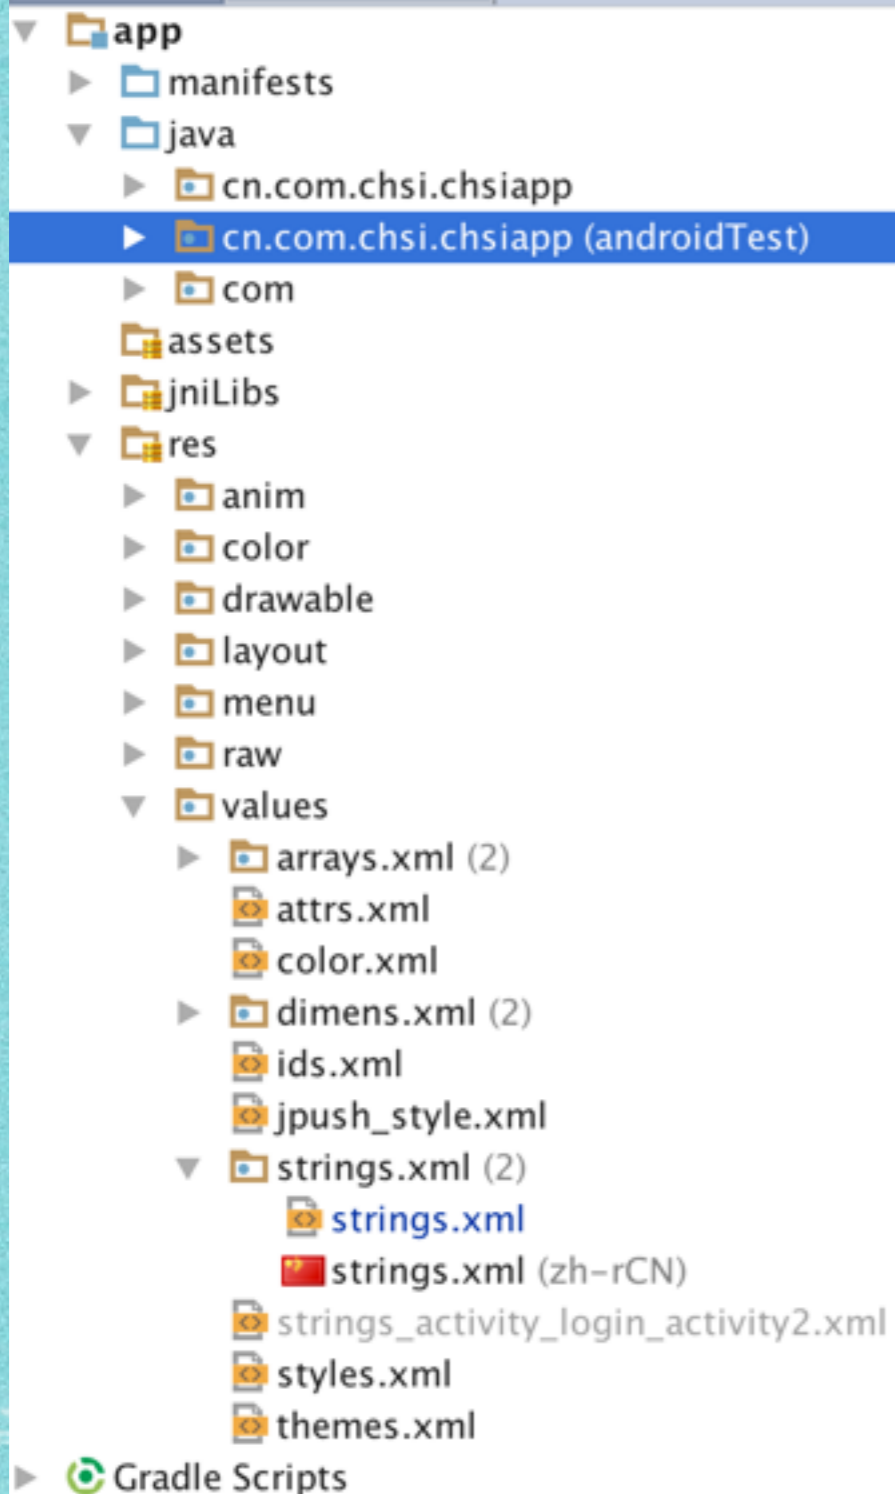 app
manifests
java
cn.com.chsi.chsiapp
cn.com.chsi.chsiapp (androidTest)
com
assets
jniLibs
res
anim
color
drawable
layout
menu
raw
values
arrays.xml (2)
attrs.xml
color.xml
dimens.xml (2)
ids.xml
jpush_style.xml
strings.xml (2)
strings.xml
strings.xml (zh-rCN)
strings_activity_login_activity2.xml
styles.xml
themes.xml
Gradle Scripts